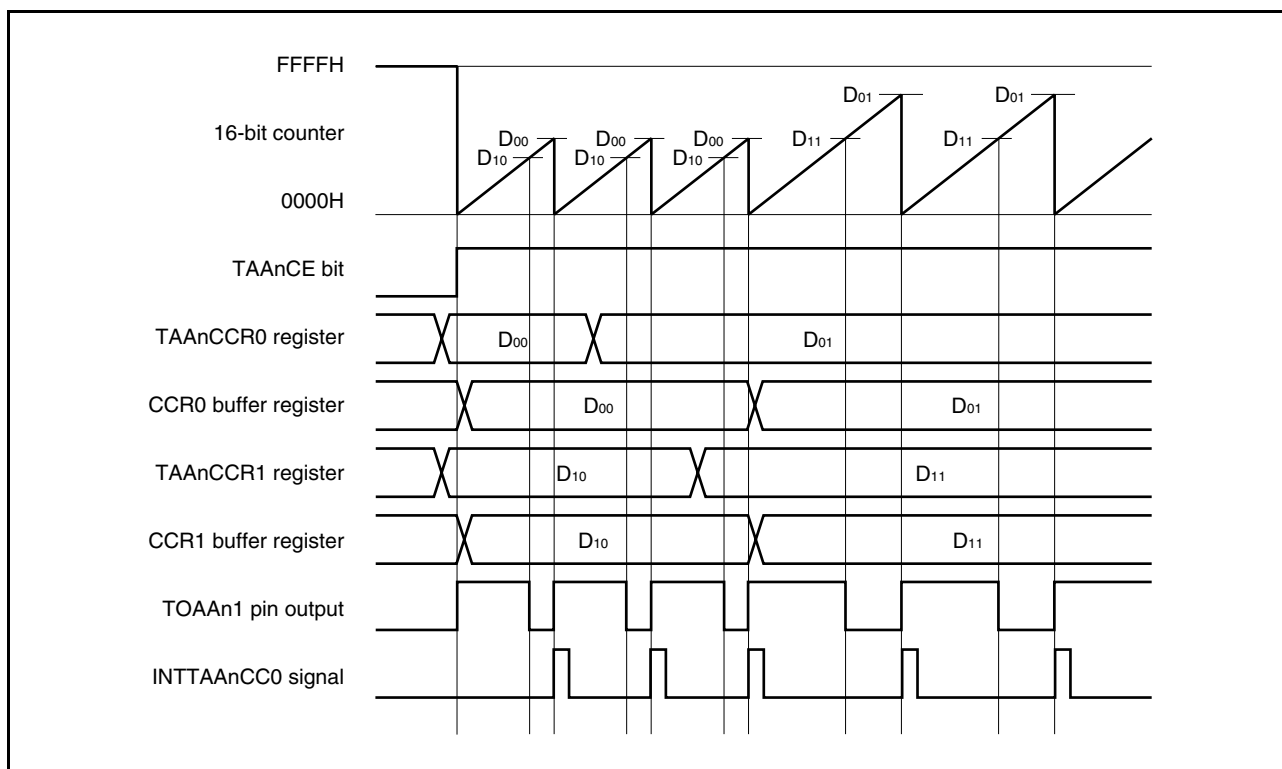 FFFFH
D01 D01
16-bit counter D00 D00 D00 D11 D11
D10 D10 D10
0000H
TAAnCE bit
TAAnCCR0 register D00 D01
CCR0 buffer register D00 D01
TAAnCCR1 register D10 D11
CCR1 buffer register D10 D11
TOAAn1 pin output
INTTAAnCC0 signal